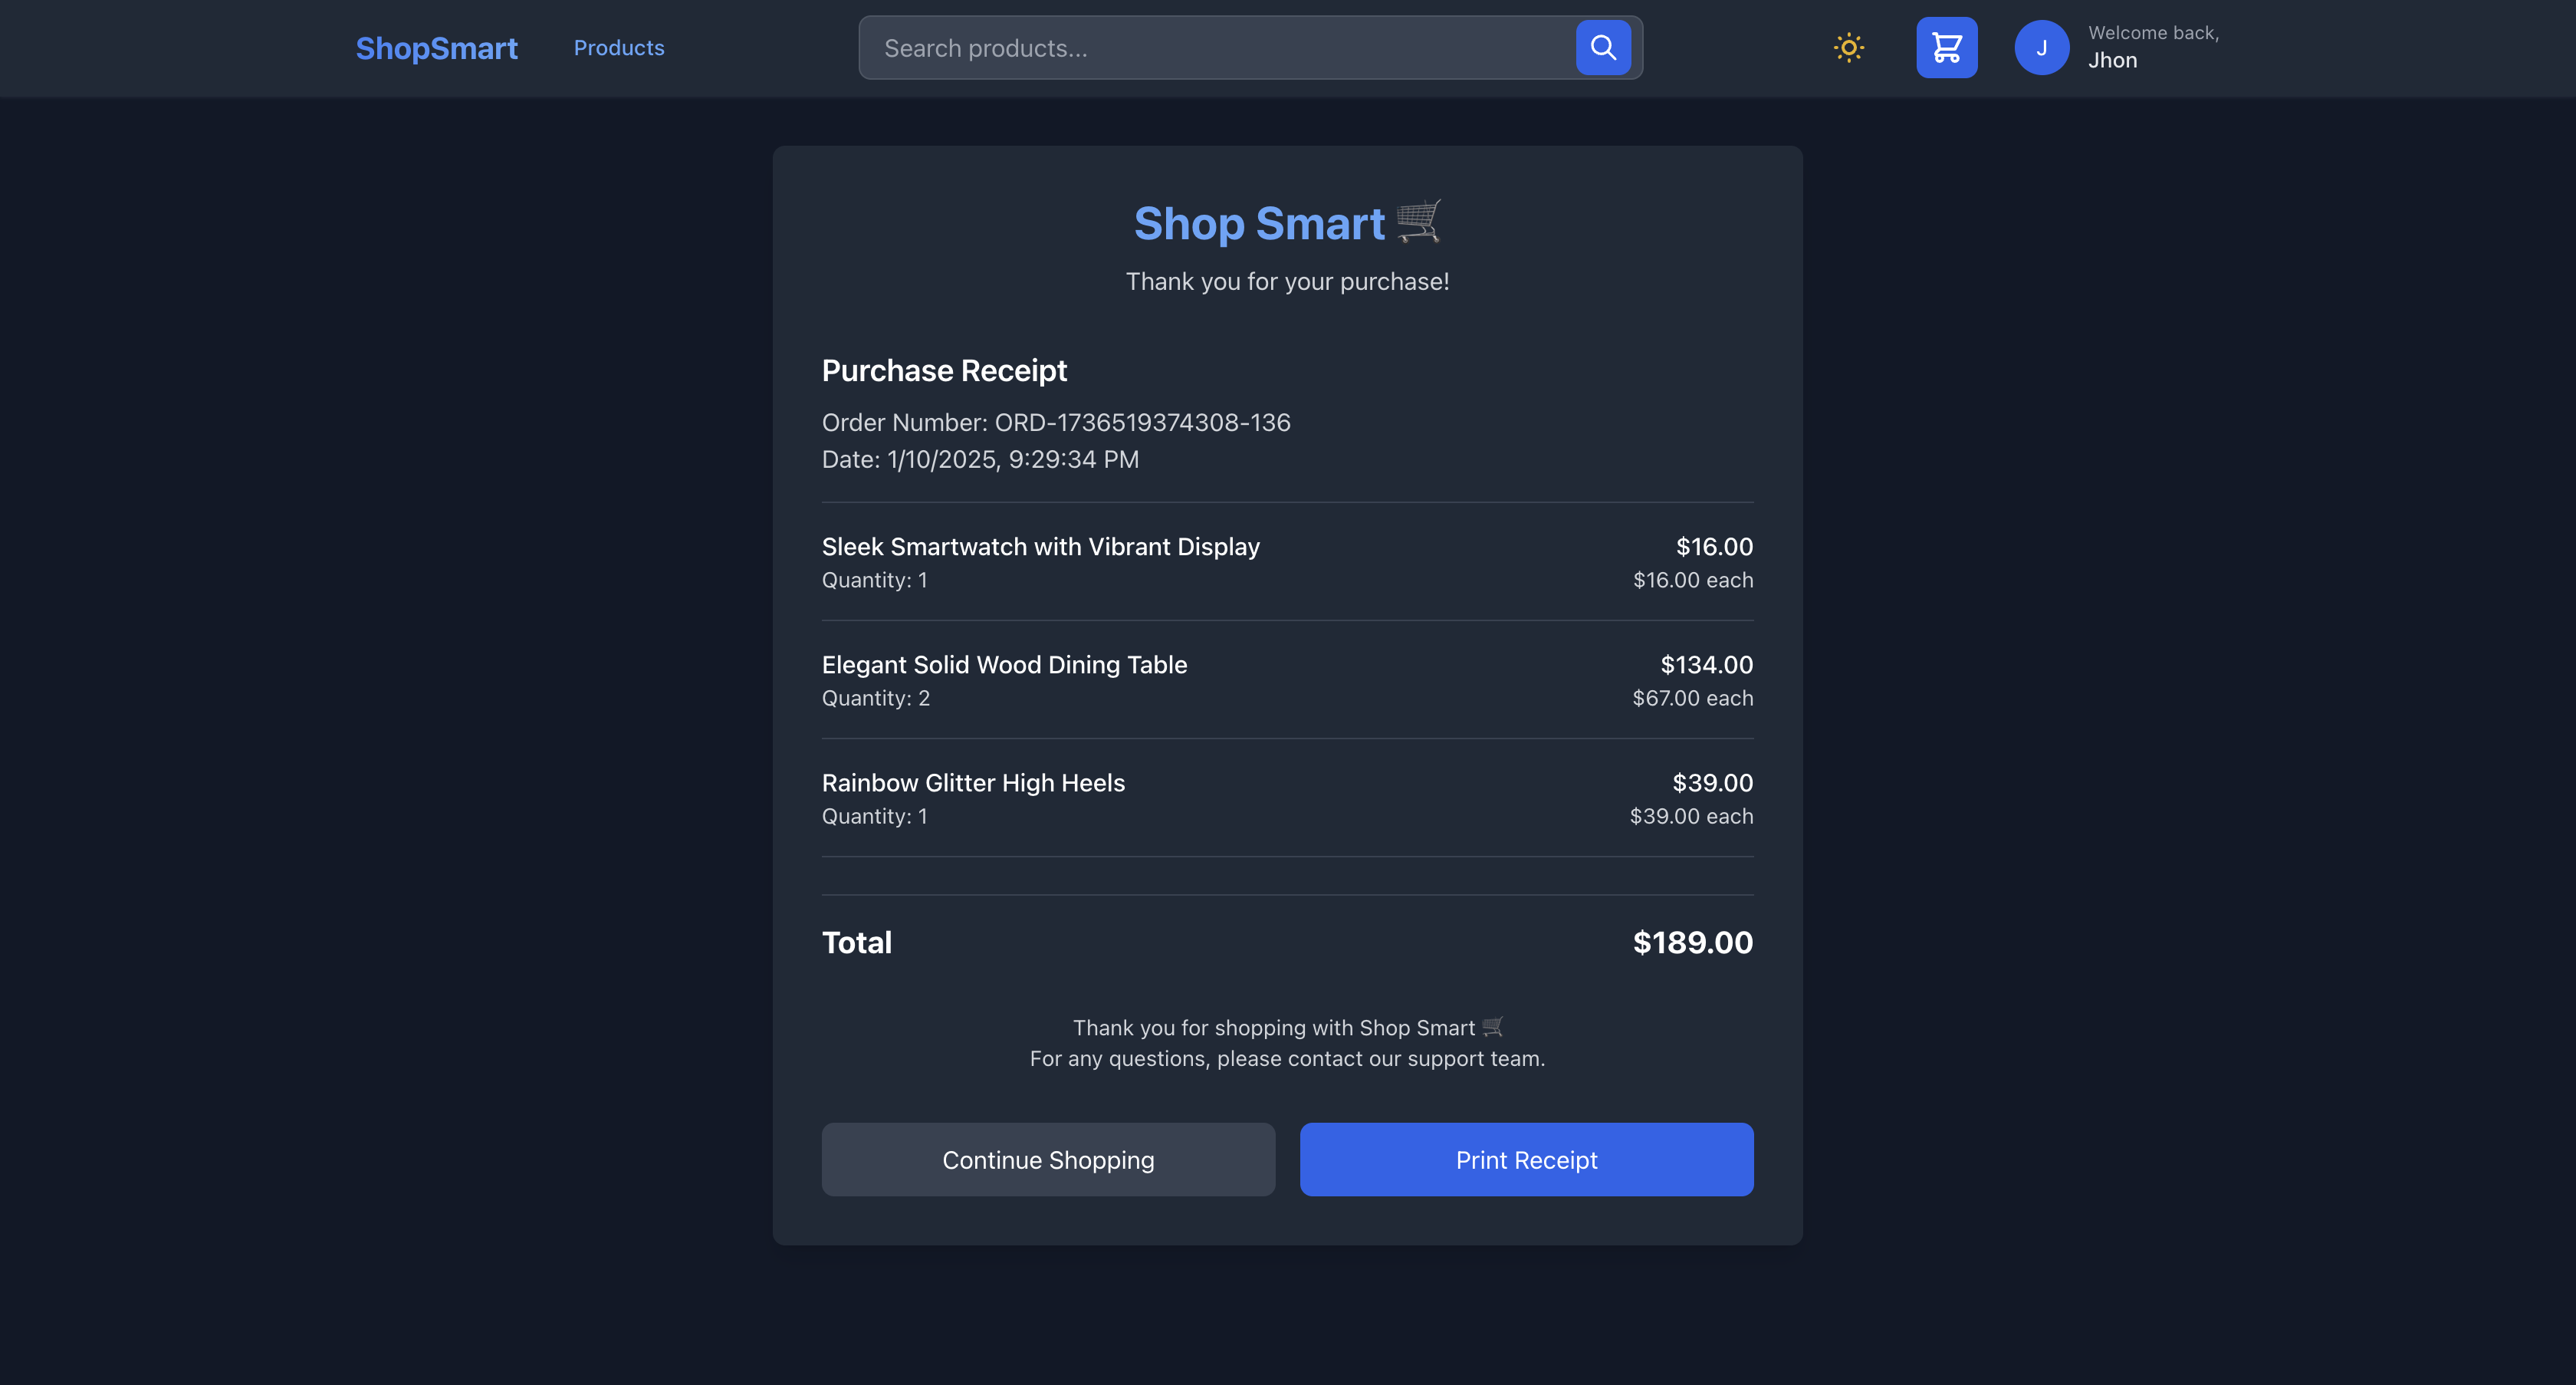 ShopSmart
Products
Search products...
J
Welcome back,
Jhon
Shop Smart 🛒
Thank you for your purchase!
Purchase Receipt
Order Number: ORD-1736519374308-136
Date: 1/10/2025, 9:29:34 PM
Sleek Smartwatch with Vibrant Display
$16.00
Quantity: 1
$16.00 each
Elegant Solid Wood Dining Table
$134.00
Quantity: 2
$67.00 each
Rainbow Glitter High Heels
$39.00
Quantity: 1
$39.00 each
Total
$189.00
Thank you for shopping with Shop Smart 🛒
For any questions, please contact our support team.
Continue Shopping
Print Receipt